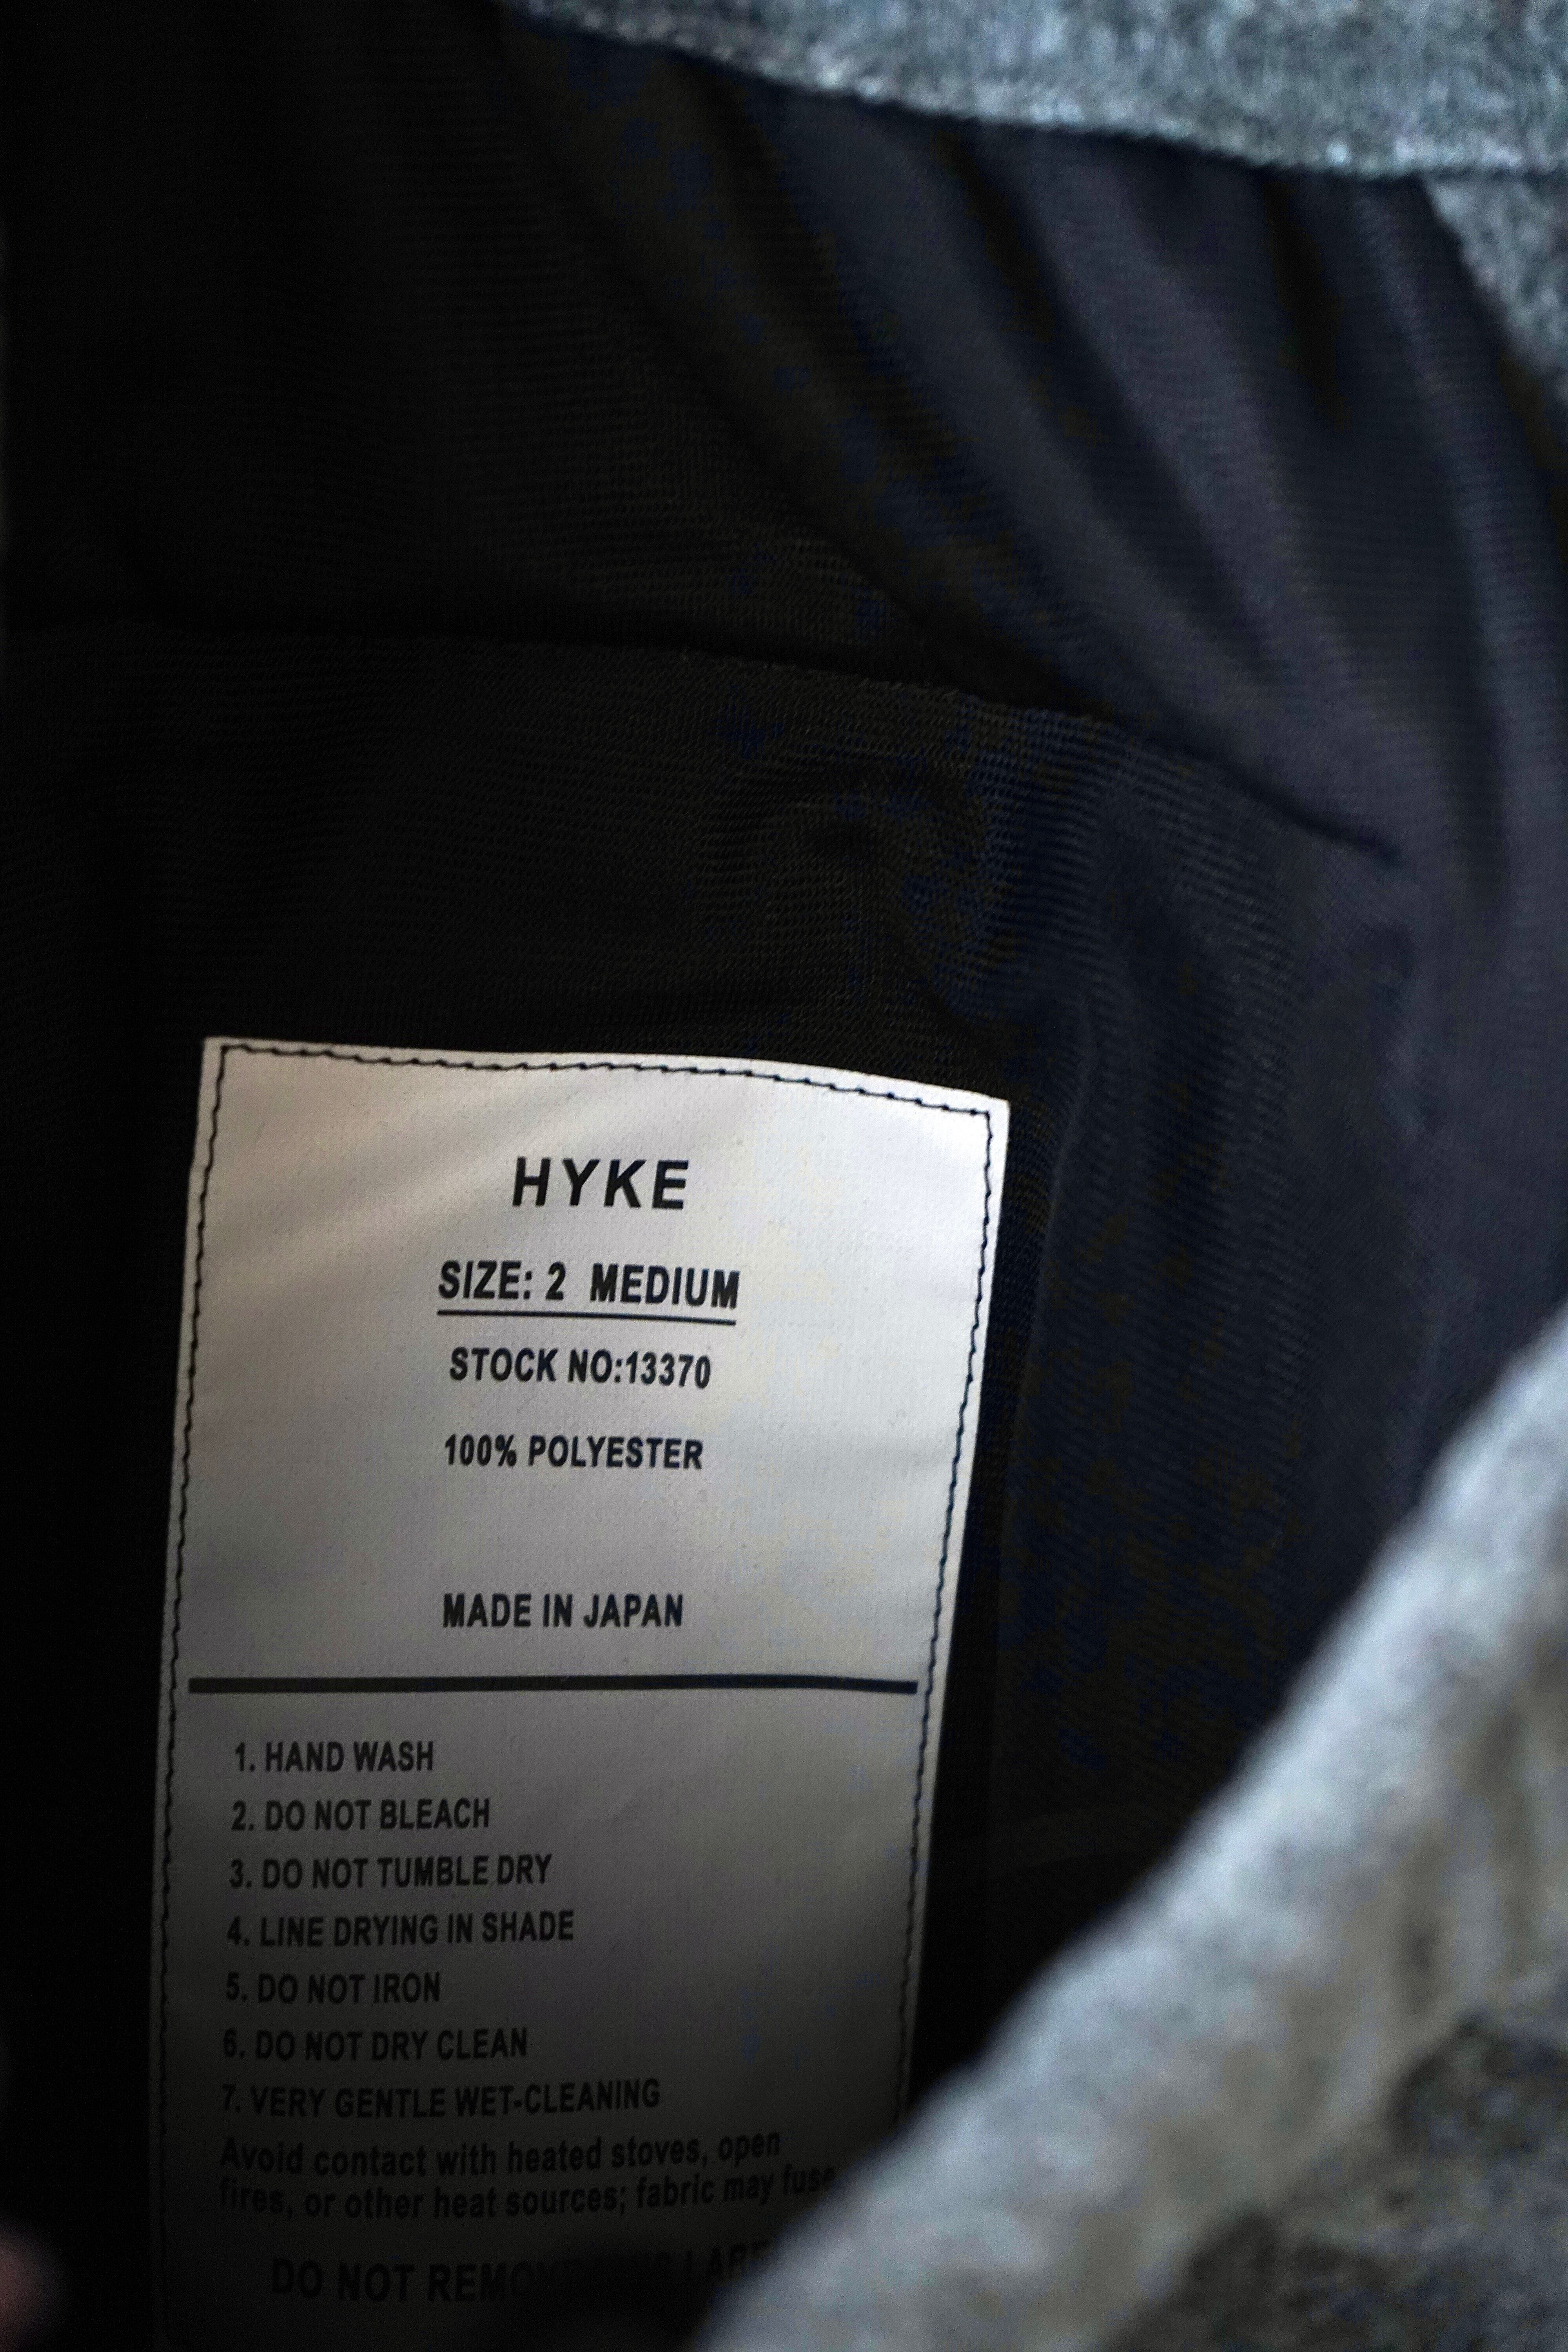 HYKE
SIZE: 2 MEDIUM
STOCK NO:13370
100% POLYESTER
MADE IN JAPAN
1. HAND WASH
2. DO NOT BLEACH
3. DO NOT TUMBLE DRY
4. LINE DRYING IN SHADE
5. DO NOT IRON
6. DO NOT DRY CLEAN
7. VERY GENTLE WET-CLEANING
Avoid contact with heated stoves, open
fires, or other heat sources; fabric may fuse
DO NOT